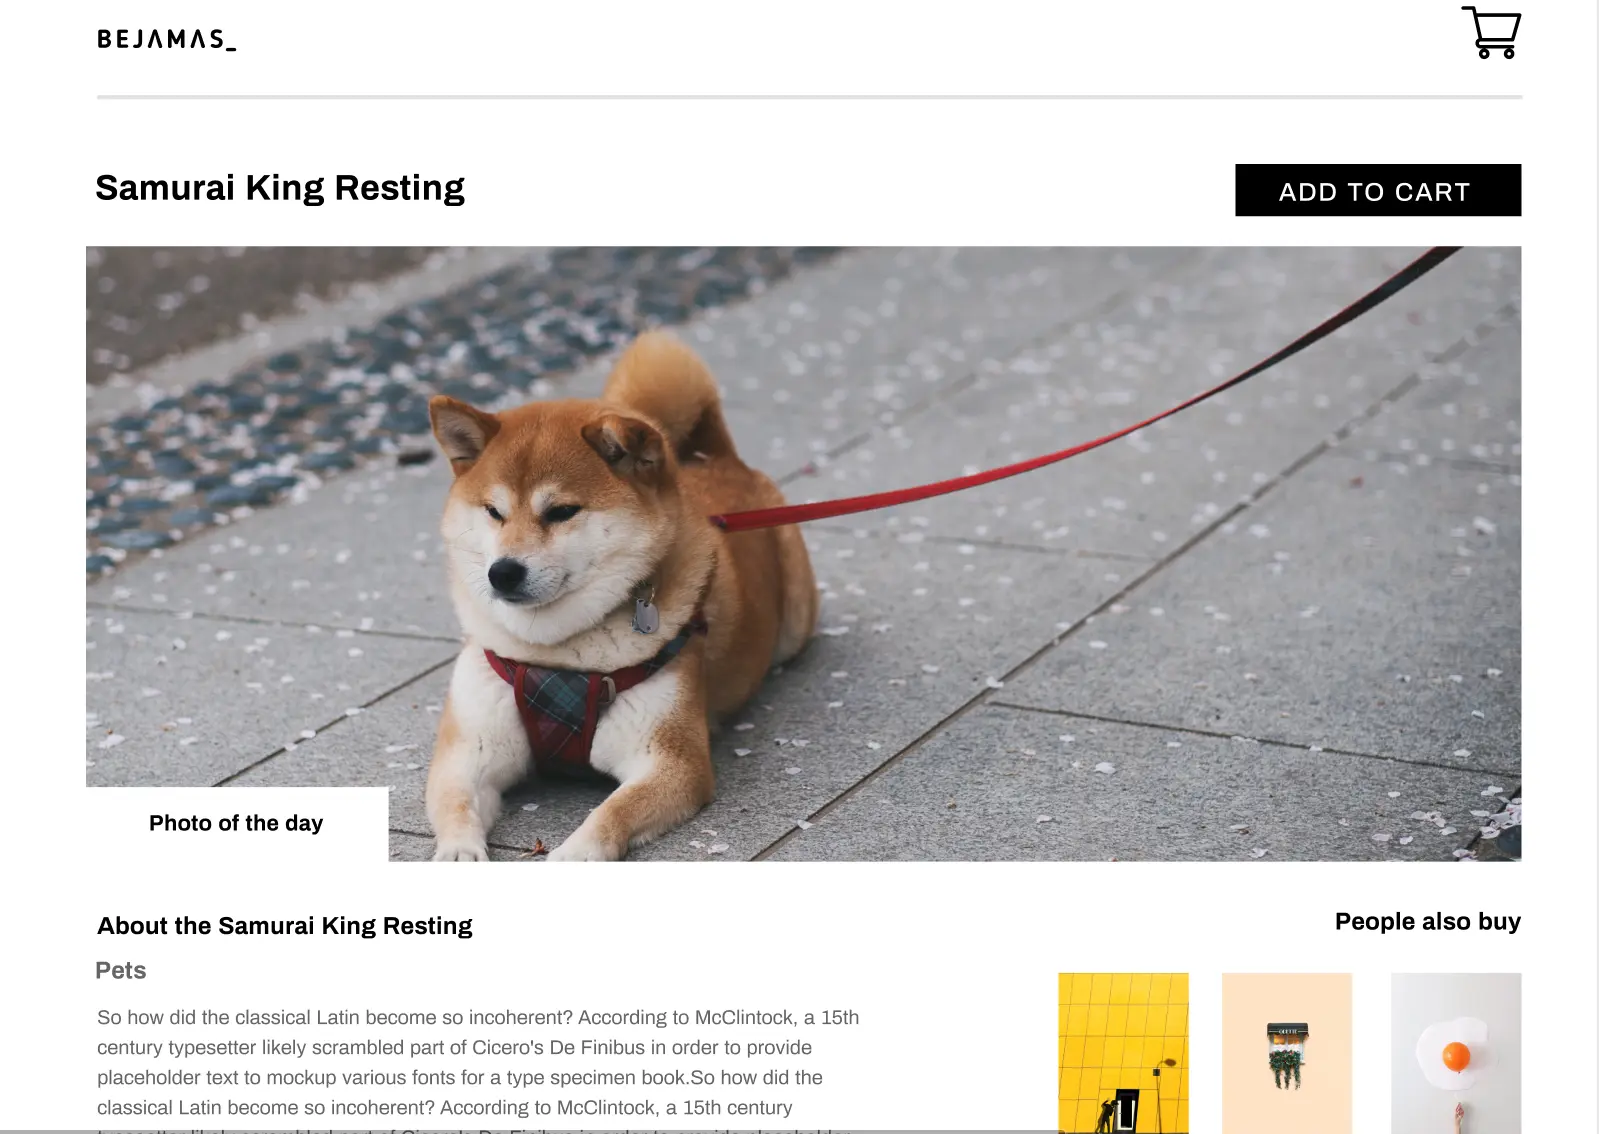 BEJAMAS_
Samurai King Resting
ADD TO CART
Photo of the day
About the Samurai King Resting
Pets
So how did the classical Latin become so incoherent? According to McClintock, a 15th
century typesetter likely scrambled part of Cicero's De Finibus in order to provide
placeholder text to mockup various fonts for a type specimen book.So how did the
classical Latin become so incoherent? According to McClintock, a 15th century
People also buy